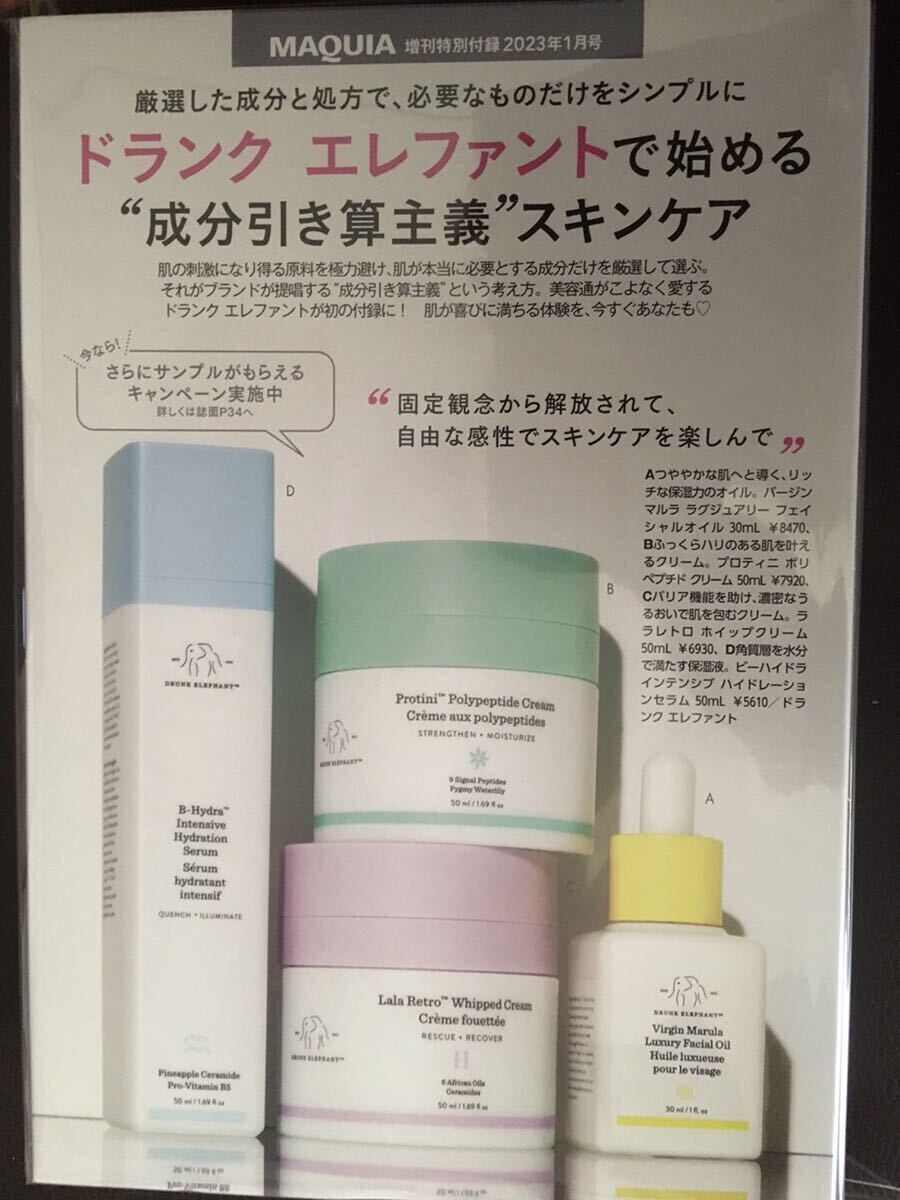 MAQUIA 増刊特別付録 2023年1月号
厳選した成分と処方で、必要なものだけをシンプルに
ドランク エレファントで始める
“成分引き算主義”スキンケア
肌の刺激になり得る原料を極力避け、肌が本当に必要とする成分だけを厳選して選ぶ。
それがブランドが提唱する“成分引き算主義”という考え方。美容通がこよなく愛する
ドランク エレファントが初の付録に！ 肌が喜びに満ちる体験を、今すぐあなたも♡
今なら!
さらにサンプルがもらえる
キャンペーン実施中
詳しくは誌面P34へ
“固定観念から解放されて、
自由な感性でスキンケアを楽しんで”
Aつややかな肌へと導く、リッ
チな保湿力のオイル。バージン
マルラ ラグジュアリー フェイ
シャルオイル 30mL ¥8470、
Bふっくらハリのある肌を叶え
るクリーム。プロティニ ポリ
ペプチド クリーム 50mL ¥7920、
Cバリア機能を助け、濃密なう
るおいで肌を包むクリーム。ラ
ラレトロ ホイップクリーム
50mL ¥6930、D角質層を水分
で満たす保湿液。ビーハイドラ
インテンシブ ハイドレーショ
ンセラム 50mL ¥5610／ドラ
ンク エレファント
D
DRUNK ELEPHANT™
B-Hydra™
Intensive
Hydration
Serum
Sérum
hydratant
intensif
QUENCH • ILLUMINATE
Pineapple Ceramide
Pro-Vitamin B5
50 ml / 1.69 fl oz
B
DRUNK ELEPHANT™
Protini™ Polypeptide Cream
Crème aux polypeptides
STRENGTHEN • MOISTURIZE
9 Signal Peptides
Pygmy Waterlily
50 ml / 1.69 fl oz
C
DRUNK ELEPHANT™
Lala Retro™ Whipped Cream
Crème fouettée
RESCUE + RECOVER
6 African Oils
Ceramides
50 ml / 1.69 fl oz
A
DRUNK ELEPHANT™
Virgin Marula
Luxury Facial Oil
Huile luxueuse
pour le visage
30 ml / 1 fl. oz